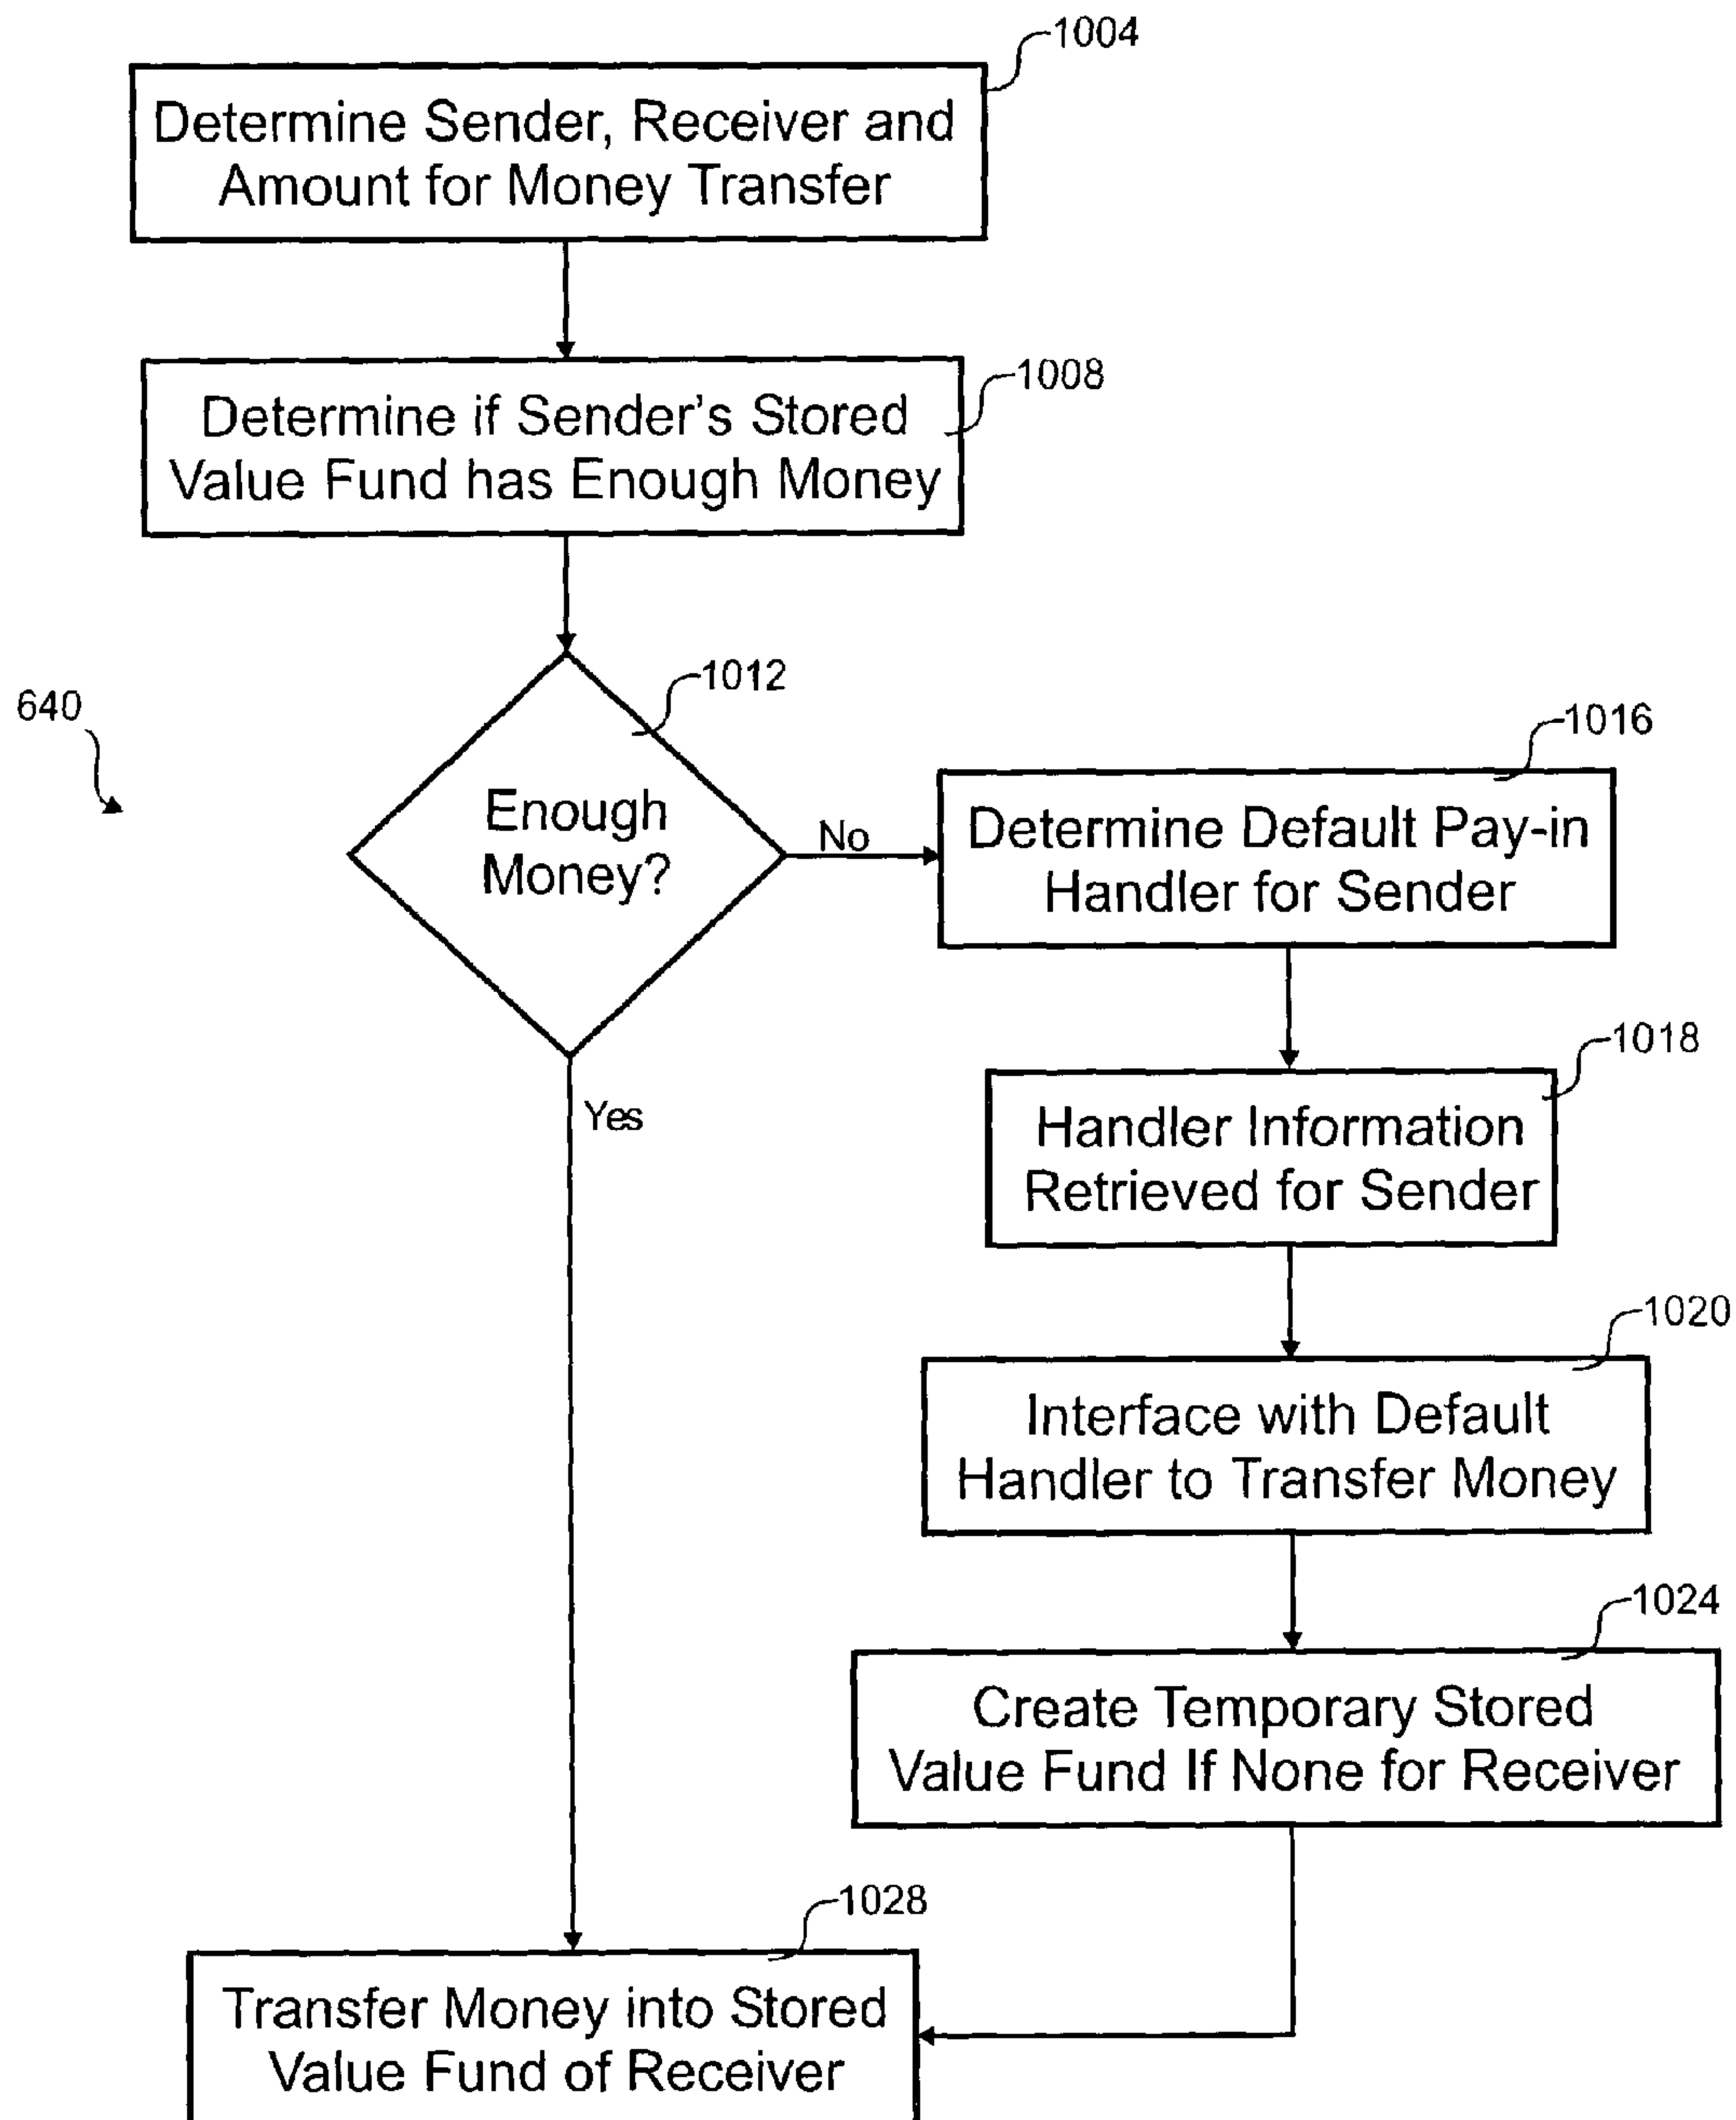 1004
Determine Sender, Receiver and
Amount for Money Transfer
1008
Determine if Sender's Stored
Value Fund has Enough Money
1012
640
Enough
Money?
No
1016
Determine Default Pay-in
Handler for Sender
Yes
1018
Handler Information
Retrieved for Sender
1020
Interface with Default
Handler to Transfer Money
1024
Create Temporary Stored
Value Fund If None for Receiver
1028
Transfer Money into Stored
Value Fund of Receiver